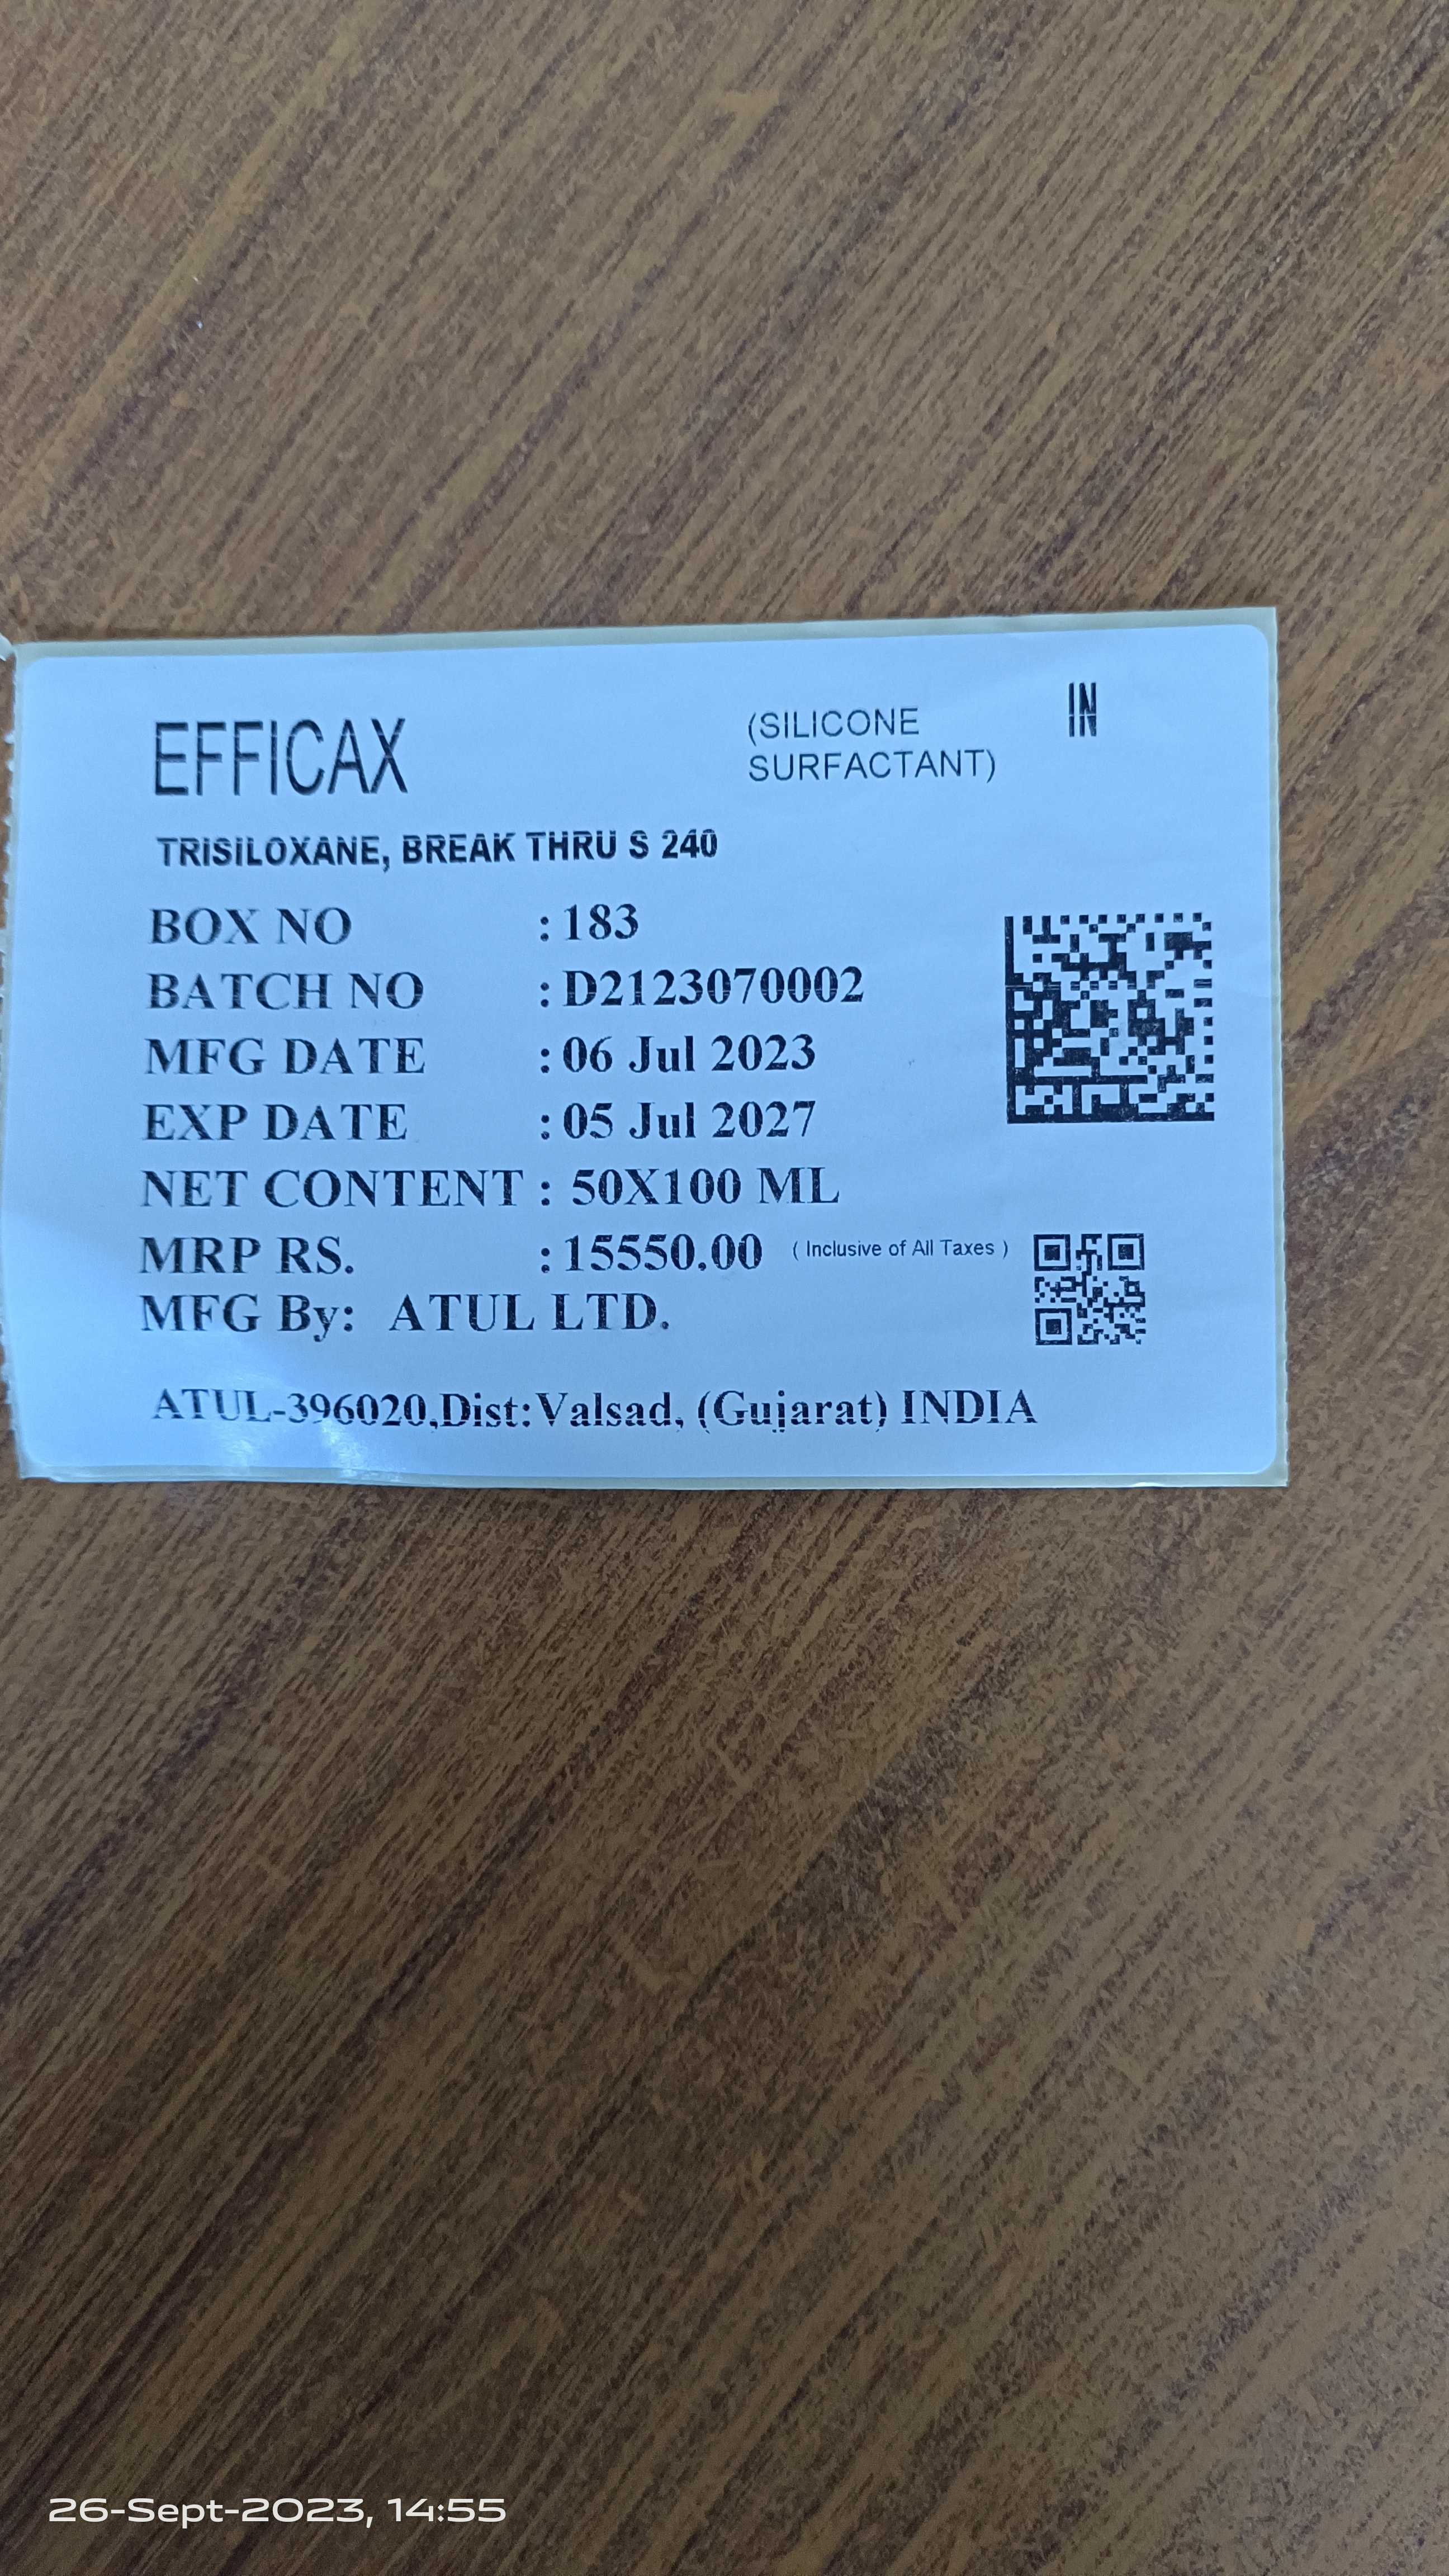 EFFICAX
(SILICONE
SURFACTANT)
IN
TRISILOXANE, BREAK THRU S 240
BOX NO : 183
BATCH NO : D2123070002
MFG DATE : 06 Jul 2023
EXP DATE : 05 Jul 2027
NET CONTENT : 50X100 ML
MRP RS. : 15550.00 ( Inclusive of All Taxes )
MFG By: ATUL LTD.
ATUL-396020,Dist:Valsad, (Gujarat) INDIA
26-Sept-2023, 14:55